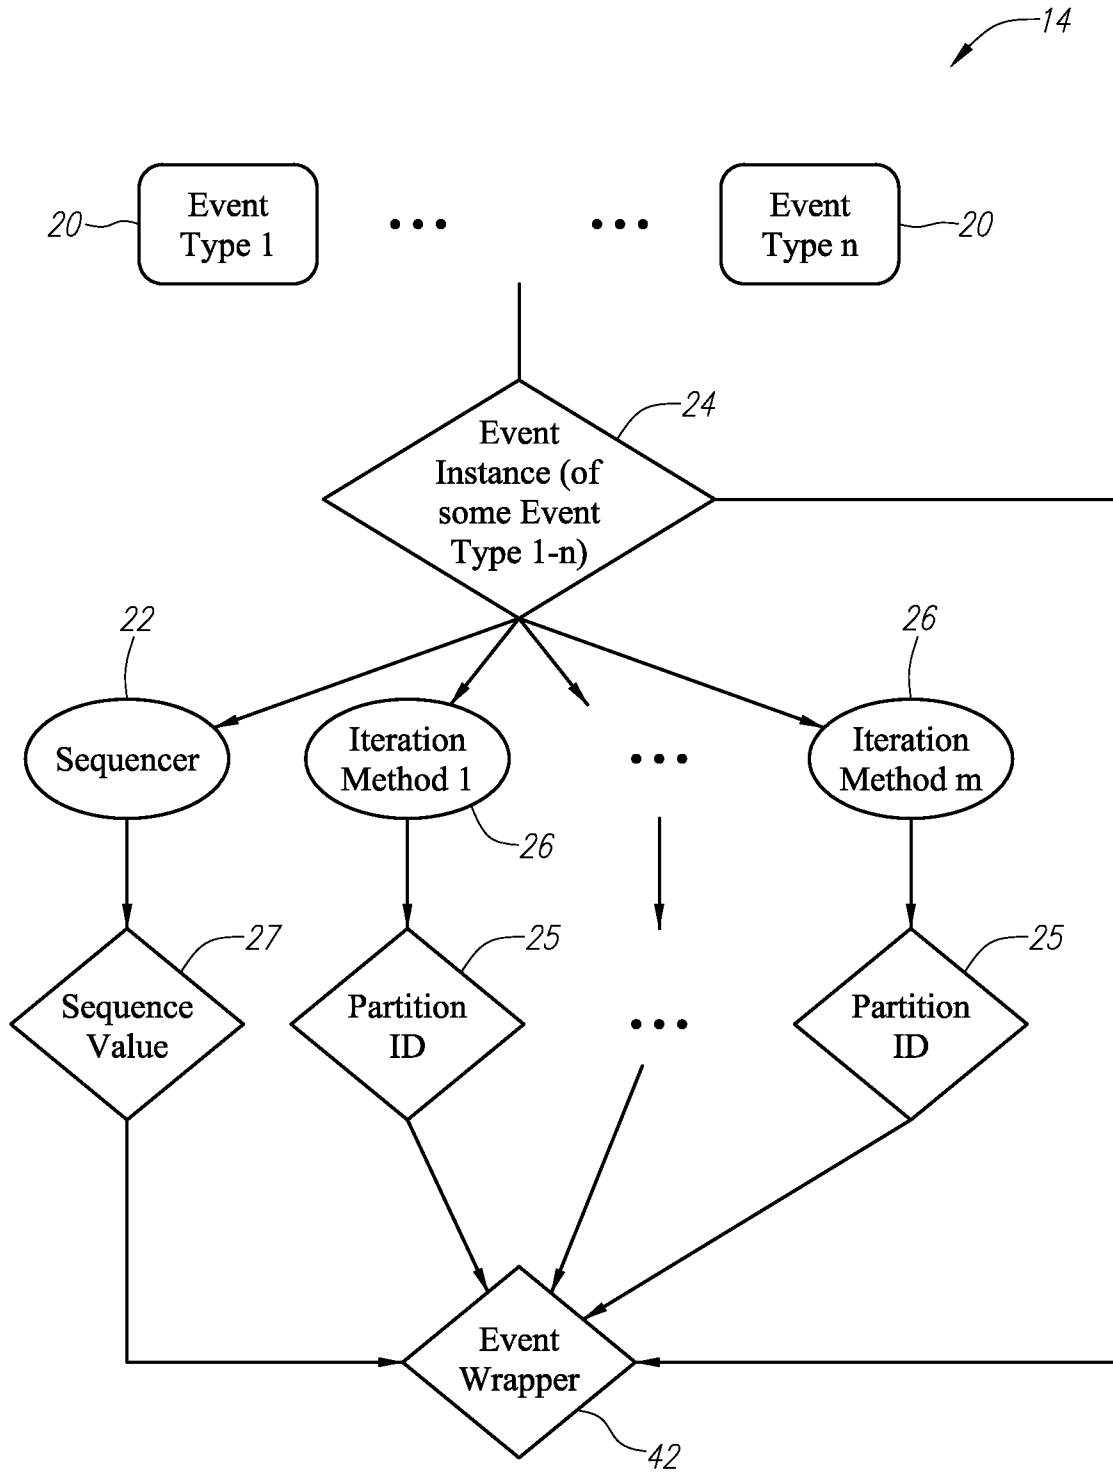 14
Event
Type 1
20
...
...
Event
Type n
20
Event
Instance (of
some Event
Type 1-n)
24
22
26
Sequencer
Iteration
Method 1
26
...
Iteration
Method m
27
25
25
Sequence
Value
Partition
ID
...
Partition
ID
Event
Wrapper
42